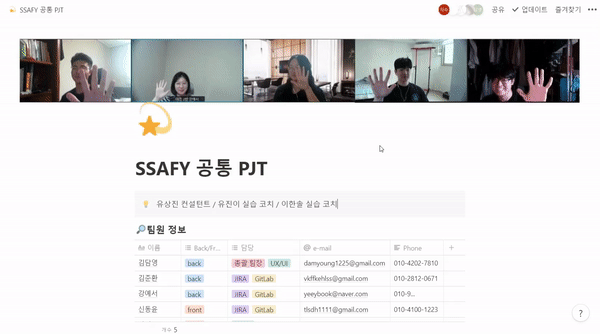 SSAFY 공통 PJT
공유 업데이트 즐겨찾기
SSAFY 공통 PJT
유상진 컨설턴트 / 유진이 실습 코치 / 이한솔 실습 코치
팀원 정보
이름 Back/Fr... 담당 e-mail Phone
김담영 back 총괄 팀장 UX/UI damyoung1225@gmail.com 010-4202-7810
김준환 back JIRA GitLab vkffkehlss@gmail.com 010-2812-0671
강예서 back JIRA GitLab yeeybook@naver.com 010-9...
신동윤 front JIRA GitLab tlsdh1111@gmail.com 010-4100-1223
개수 5